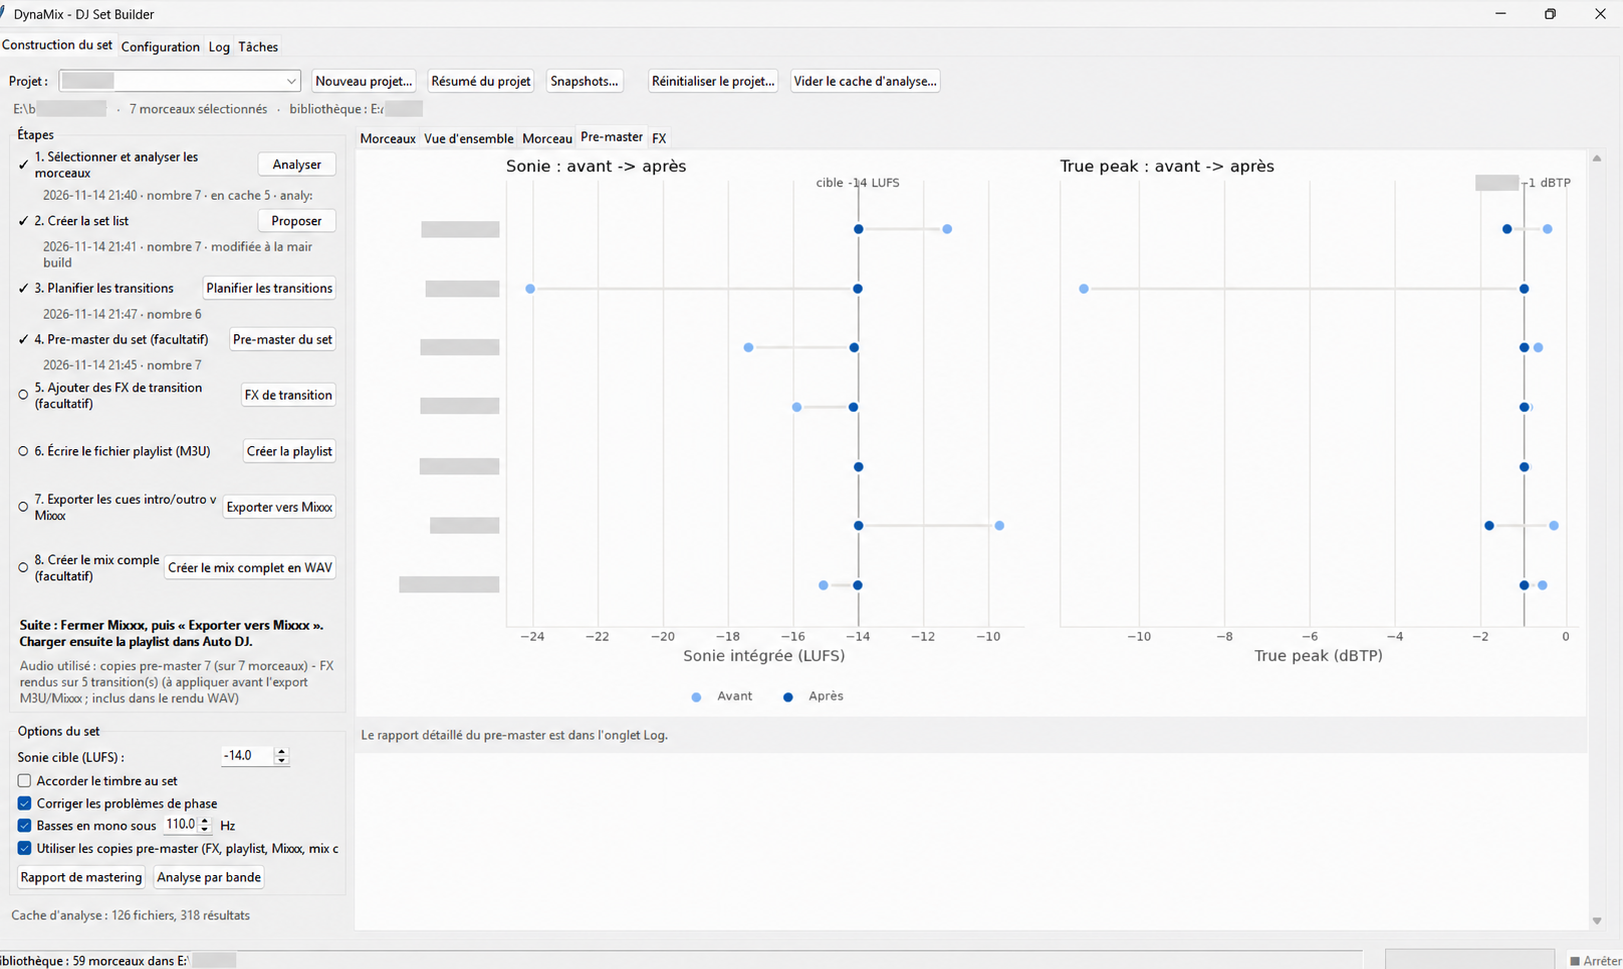 DynaMix - DJ Set Builder
Construction du set Configuration Log Tâches
Projet : Nouveau projet... Résumé du projet Snapshots... Réinitialiser le projet... Vider le cache d'analyse...
E:\b · 7 morceaux sélectionnés · bibliothèque : E:
Étapes
✓ 1. Sélectionner et analyser les
morceaux
Analyser
2026-11-14 21:40 · nombre 7 · en cache 5 · analy:
✓ 2. Créer la set list
Proposer
2026-11-14 21:41 · nombre 7 · modifiée à la mair
build
✓ 3. Planifier les transitions
Planifier les transitions
2026-11-14 21:47 · nombre 6
✓ 4. Pre-master du set (facultatif)
Pre-master du set
2026-11-14 21:45 · nombre 7
5. Ajouter des FX de transition
(facultatif)
FX de transition
6. Écrire le fichier playlist (M3U)
Créer la playlist
7. Exporter les cues intro/outro v
Mixxx
Exporter vers Mixxx
8. Créer le mix comple
(facultatif)
Créer le mix complet en WAV
Suite : Fermer Mixxx, puis « Exporter vers Mixxx ».
Charger ensuite la playlist dans Auto DJ.
Audio utilisé : copies pre-master 7 (sur 7 morceaux) - FX
rendus sur 5 transition(s) (à appliquer avant l'export
M3U/Mixxx ; inclus dans le rendu WAV)
Options du set
Sonie cible (LUFS) : -14.0
Accorder le timbre au set
Corriger les problèmes de phase
Basses en mono sous 110.0 Hz
Utiliser les copies pre-master (FX, playlist, Mixxx, mix c
Rapport de mastering Analyse par bande
Cache d'analyse : 126 fichiers, 318 résultats
Morceaux Vue d'ensemble Morceau Pre-master FX
Sonie : avant -> après
cible -14 LUFS
−24 −22 −20 −18 −16 −14 −12 −10
Sonie intégrée (LUFS)
Avant Après
True peak : avant -> après
-1 dBTP
−10 −8 −6 −4 −2 0
True peak (dBTP)
Le rapport détaillé du pre-master est dans l'onglet Log.
ibliothèque : 59 morceaux dans E:\
Arrêter